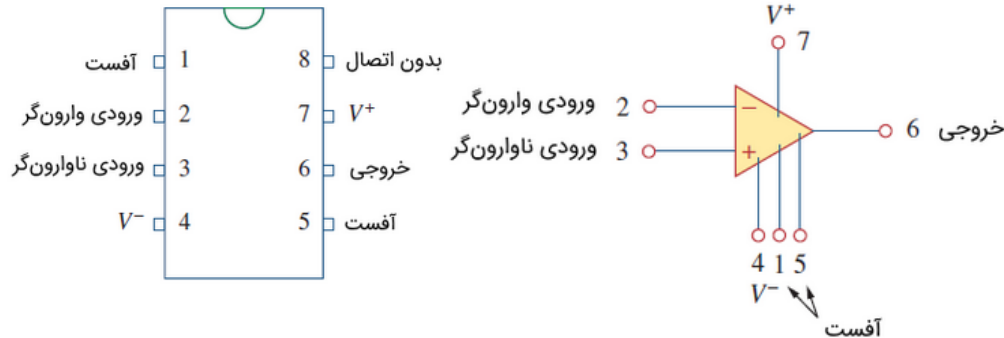 آفست 1
ورودی وارون‌گر 2
ورودی ناوارون‌گر 3
V⁻ 4
8 بدون اتصال
7 V⁺
6 خروجی
5 آفست
V⁺
7
ورودی وارون‌گر 2
−
ورودی ناوارون‌گر 3
+
6 خروجی
4 1 5
V⁻
آفست